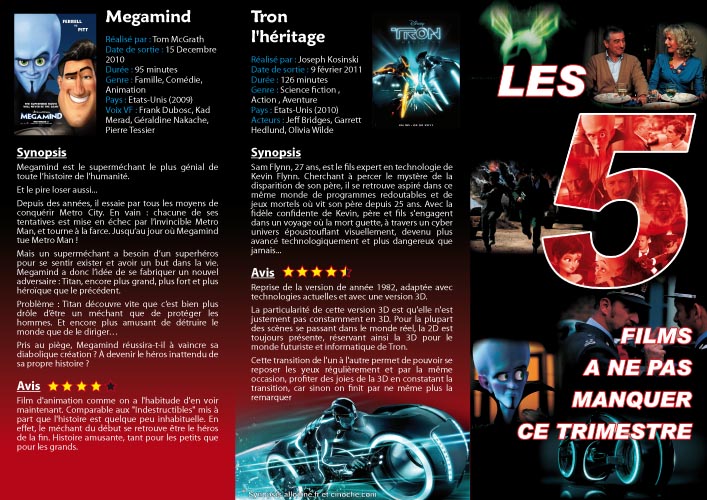 FERRELL
PITT
MEGAMIND
Megamind
Réalisé par : Tom McGrath
Date de sortie : 15 Decembre
2010
Durée : 95 minutes
Genre : Famille, Comédie,
Animation
Pays : Etats-Unis (2009)
Voix VF : Frank Dubosc, Kad
Merad, Géraldine Nakache,
Pierre Tessier
Synopsis
Megamind est le superméchant le plus génial de
toute l'histoire de l'humanité.
Et le pire loser aussi...
Depuis des années, il essaie par tous les moyens de
conquérir Metro City. En vain : chacune de ses
tentatives est mise en échec par l'invincible Metro
Man, et tourne à la farce. Jusqu'au jour où Megamind
tue Metro Man !
Mais un superméchant a besoin d'un superhéros
pour se sentir exister et avoir un but dans la vie.
Megamind a donc l'idée de se fabriquer un nouvel
adversaire : Titan, encore plus grand, plus fort et plus
héroïque que le précédent.
Problème : Titan découvre vite que c'est bien plus
drôle d'être un méchant que de protéger les
hommes. Et encore plus amusant de détruire le
monde que de le diriger...
Pris au piège, Megamind réussira-t-il à vaincre sa
diabolique création ? A devenir le héros inattendu de
sa propre histoire ?
Avis
Film d'animation comme on a l'habitude d'en voir
maintenant. Comparable aux "Indestructibles" mis à
part que l'histoire est quelque peu inhabituelle. En
effet, le méchant du début se retrouve être le héros
de la fin. Histoire amusante, tant pour les petits que
pour les grands.
Tron
l'héritage
Réalisé par : Joseph Kosinski
Date de sortie : 9 février 2011
Durée : 126 minutes
Genre : Science fiction ,
Action , Aventure
Pays : Etats-Unis (2010)
Acteurs : Jeff Bridges, Garrett
Hedlund, Olivia Wilde
Disney
TRON
Synopsis
Sam Flynn, 27 ans, est le fils expert en technologie de
Kevin Flynn. Cherchant à percer le mystère de la
disparition de son père, il se retrouve aspiré dans ce
même monde de programmes redoutables et de
jeux mortels où vit son père depuis 25 ans. Avec la
fidèle confidente de Kevin, père et fils s'engagent
dans un voyage où la mort guette, à travers un cyber
univers époustouflant visuellement, devenu plus
avancé technologiquement et plus dangereux que
jamais...
Avis
Reprise de la version de année 1982, adaptée avec
technologies actuelles et avec une version 3D.
La particularité de cette version 3D est qu'elle n'est
justement pas constamment en 3D. Pour la plupart
des scènes se passant dans le monde réel, la 2D est
toujours présente, réservant ainsi la 3D pour le
monde futuriste et informatique de Tron.
Cette transition de l'un à l'autre permet de pouvoir se
reposer les yeux régulièrement et par la même
occasion, profiter des joies de la 3D en constatant la
transition, car sinon on finit par ne même plus la
remarquer
Synopsis allocine.fr et cinoche.com
LES
5
FILMS
A NE PAS
MANQUER
CE TRIMESTRE